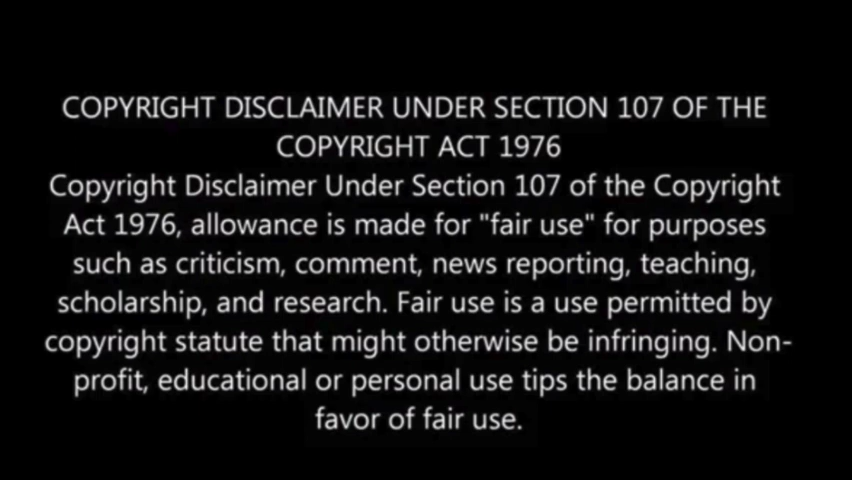 COPYRIGHT DISCLAIMER UNDER SECTION 107 OF THE
COPYRIGHT ACT 1976
Copyright Disclaimer Under Section 107 of the Copyright
Act 1976, allowance is made for "fair use" for purposes
such as criticism, comment, news reporting, teaching,
scholarship, and research. Fair use is a use permitted by
copyright statute that might otherwise be infringing. Non-
profit, educational or personal use tips the balance in
favor of fair use.